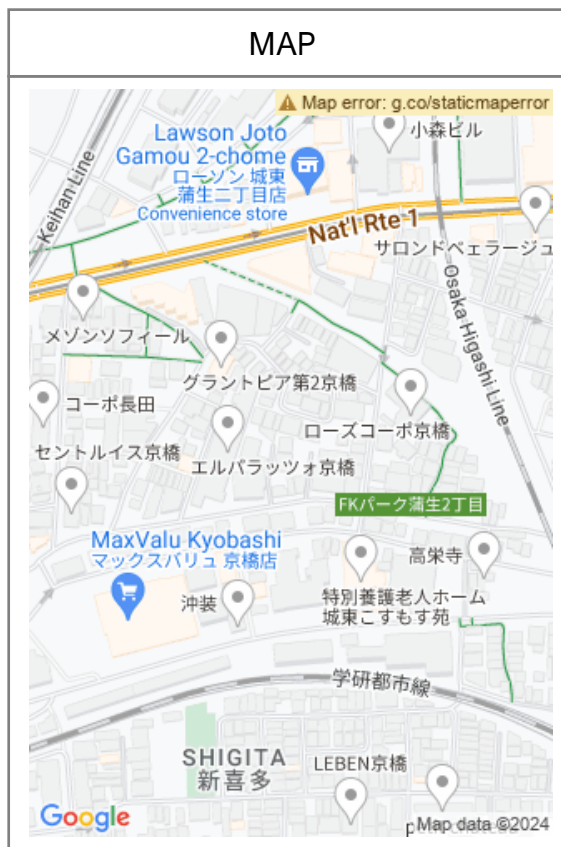 MAP
Map error: g.co/staticmaperror
Lawson Joto
Gamou 2-chome
ローソン 城東
蒲生二丁目店
Convenience store
小森ビル
Keihan Line
Nat'l Rte 1
サロンドペェラージュ
Osaka Higashi Line
メゾンソフィール
グラントピア第2京橋
コーポ長田
ローズコーポ京橋
セントルイス京橋
エルパラッツォ京橋
FKパーク蒲生2丁目
MaxValu Kyobashi
マックスバリュ 京橋店
高栄寺
沖装
特別養護老人ホーム
城東こすもす苑
学研都市線
SHIGITA
新喜多
LEBEN京橋
Google
Map data ©2024